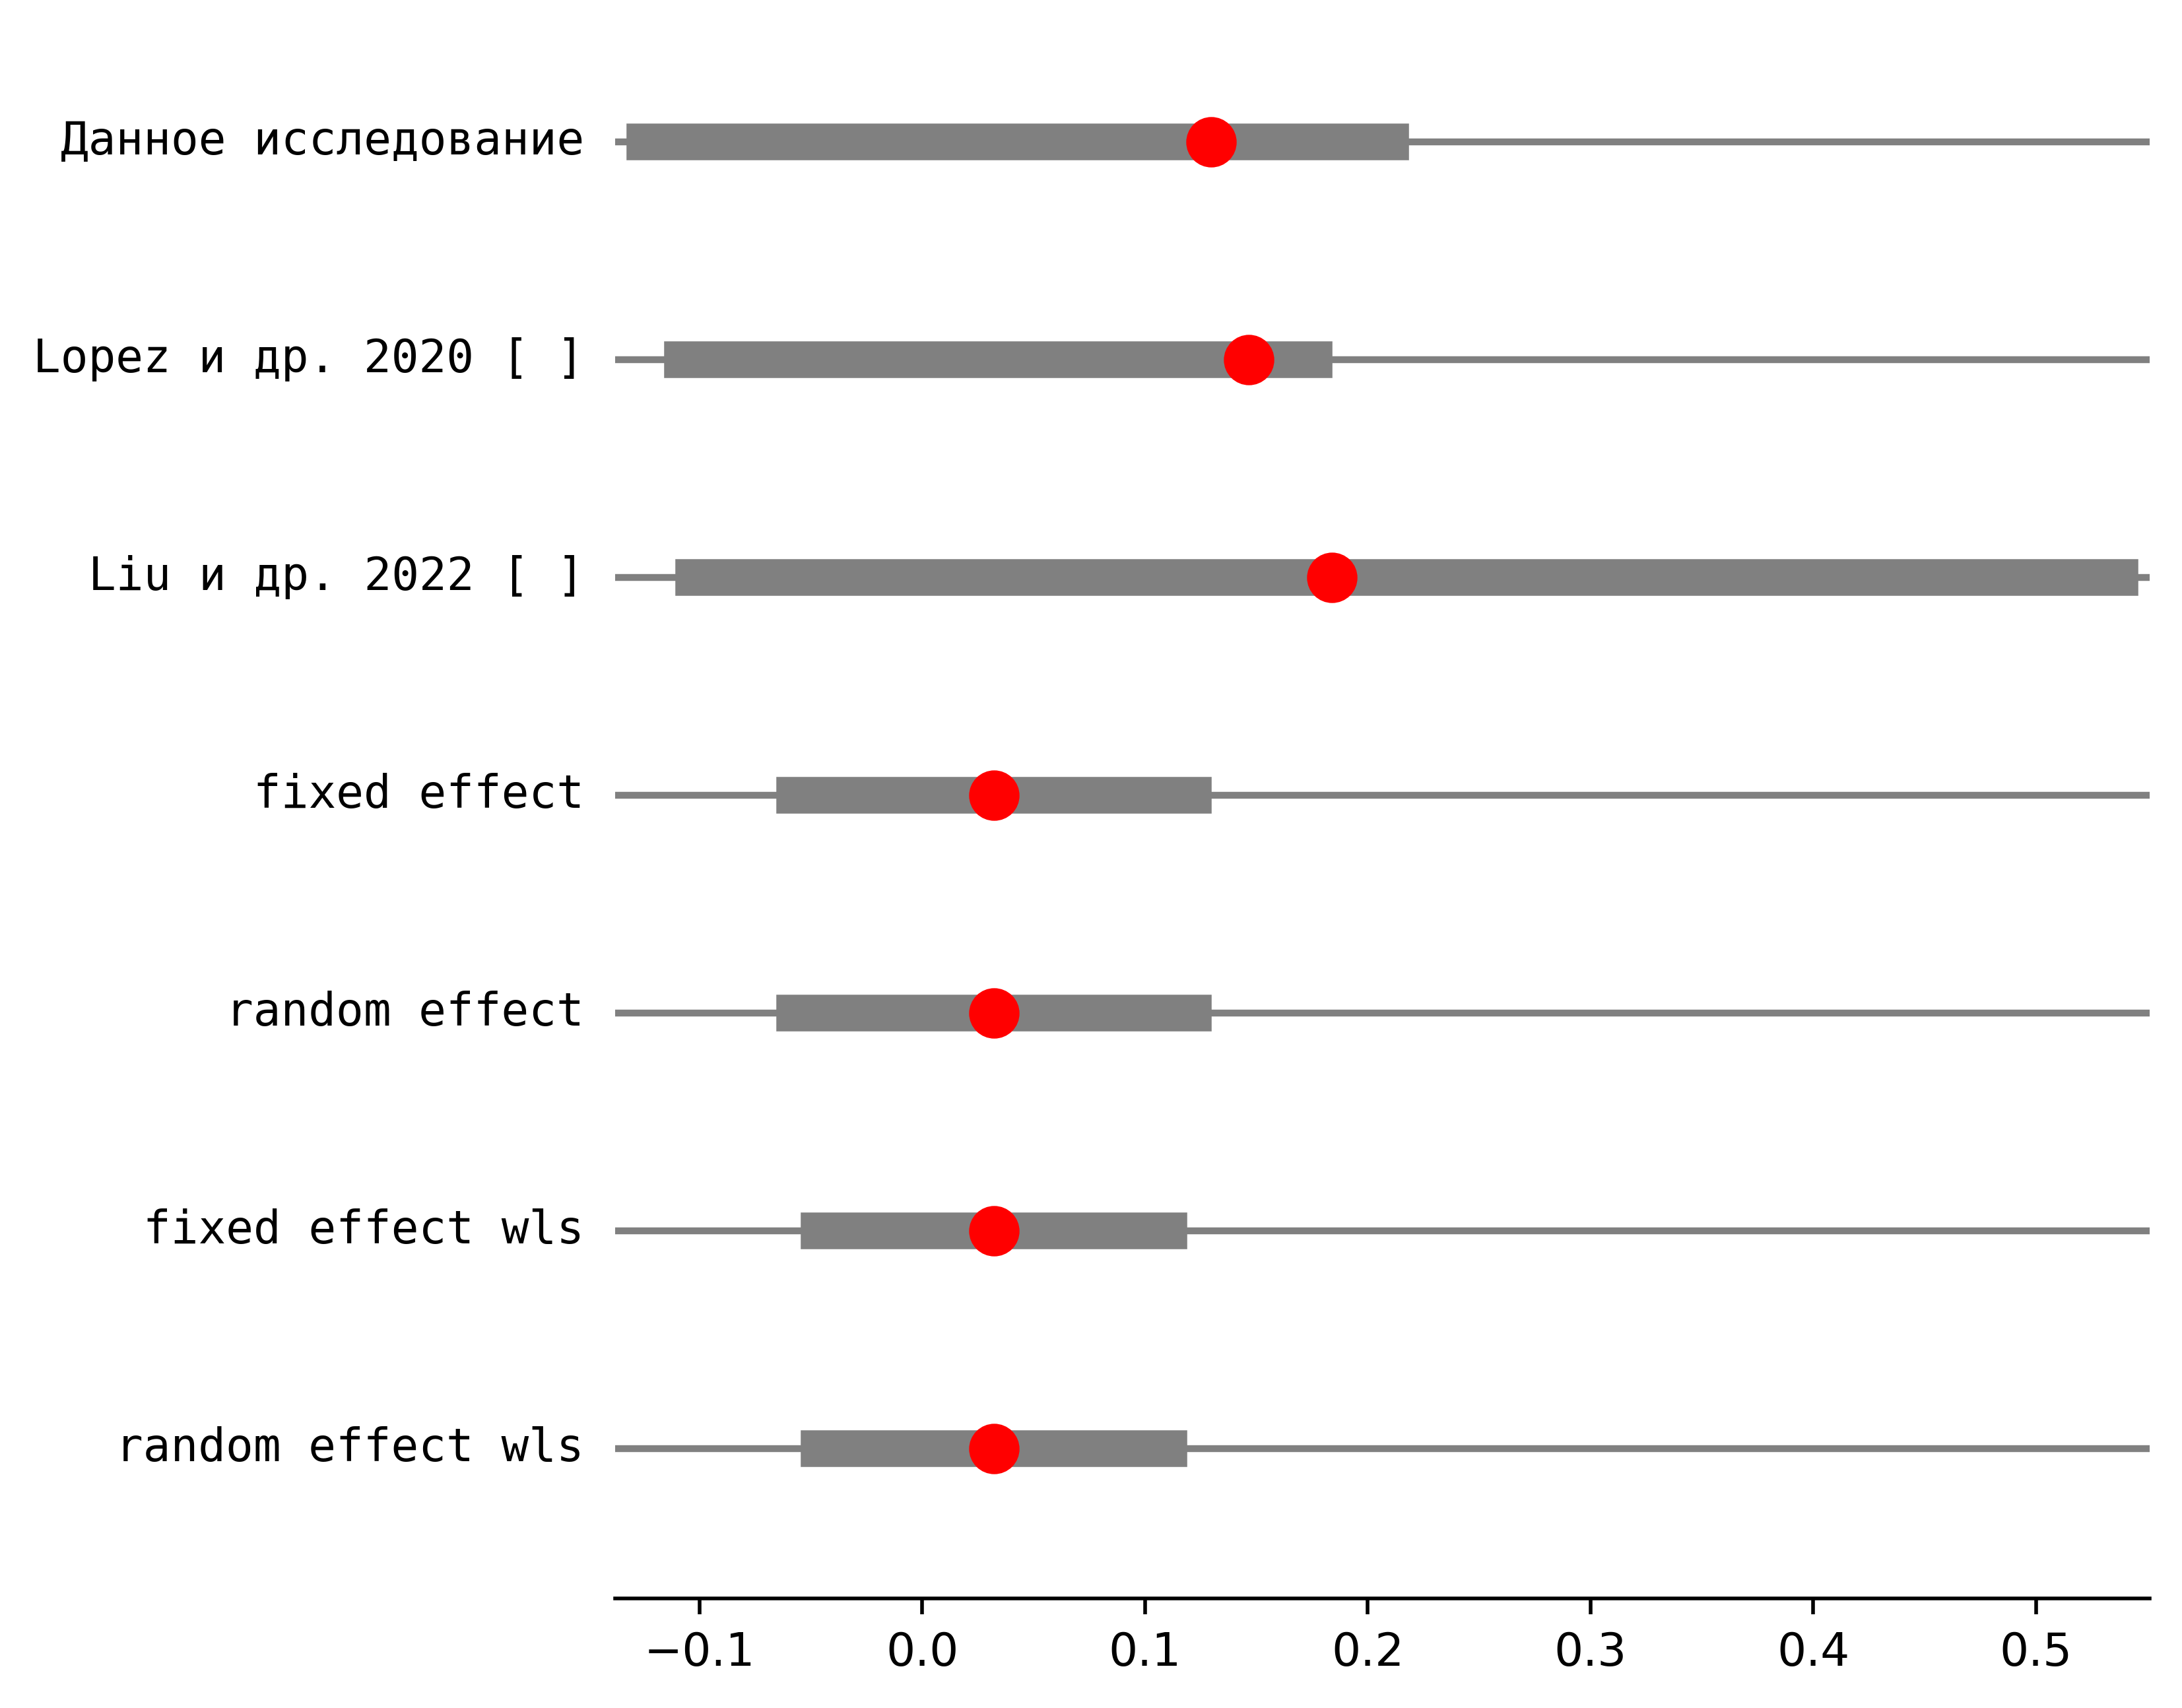 Данное исследование
Lopez и др. 2020 [ ]
Liu и др. 2022 [ ]
fixed effect
random effect
fixed effect wls
random effect wls
−0.1 0.0 0.1 0.2 0.3 0.4 0.5